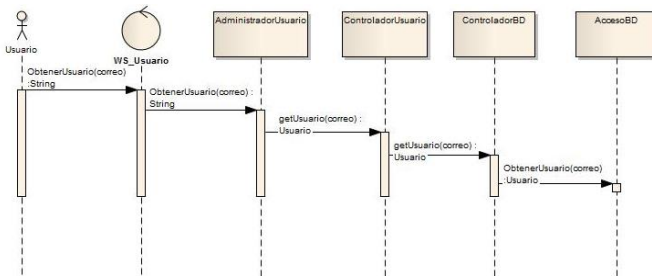 AdministradorUsuario
ControladorUsuario
ControladorBD
AccesoBD
Usuario
WS_Usuario
ObtenerUsuario(correo)
:String
ObtenerUsuario(correo) :
String
getUsuario(correo) :
Usuario
getUsuario(correo) :
Usuario
ObtenerUsuario(correo)
:Usuario